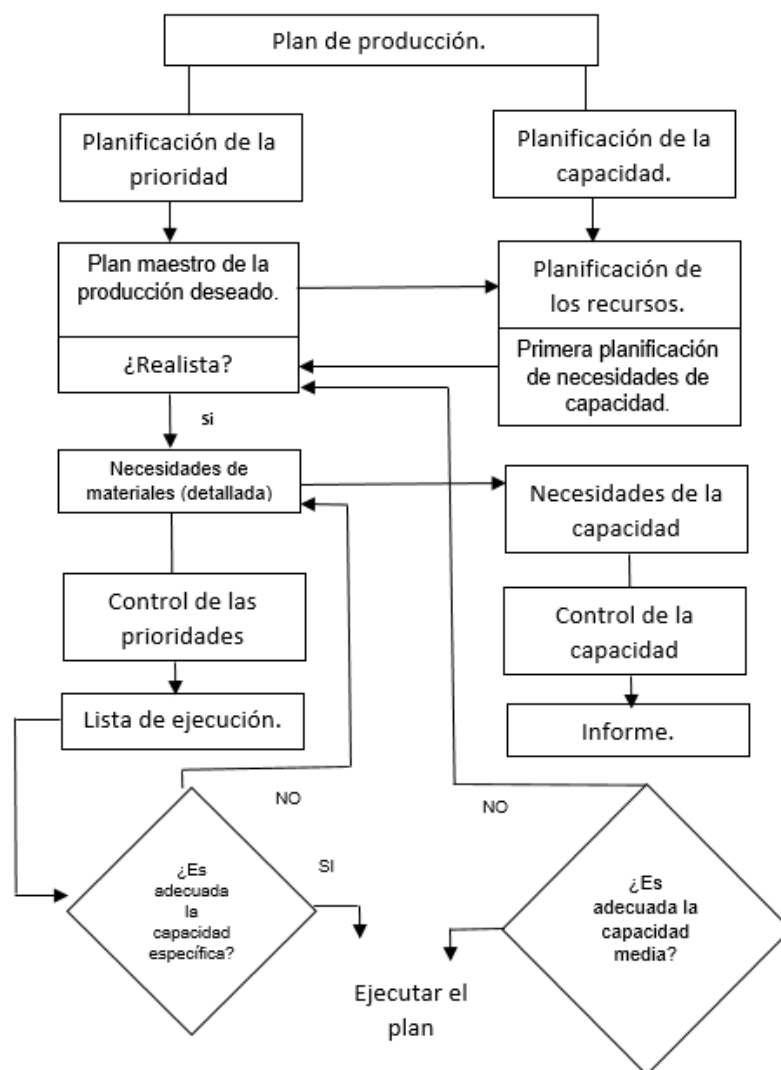 Plan de producción.
Planificación de la
prioridad
Planificación de la
capacidad.
Plan maestro de la
producción deseado.
¿Realista?
Planificación de
los recursos.
Primera planificación
de necesidades de
capacidad.
si
Necesidades de
materiales (detallada)
Necesidades de la
capacidad
Control de las
prioridades
Control de la
capacidad
Lista de ejecución.
Informe.
NO
NO
¿Es
adecuada
la
capacidad
específica?
SI
¿Es
adecuada la
capacidad
media?
Ejecutar el
plan